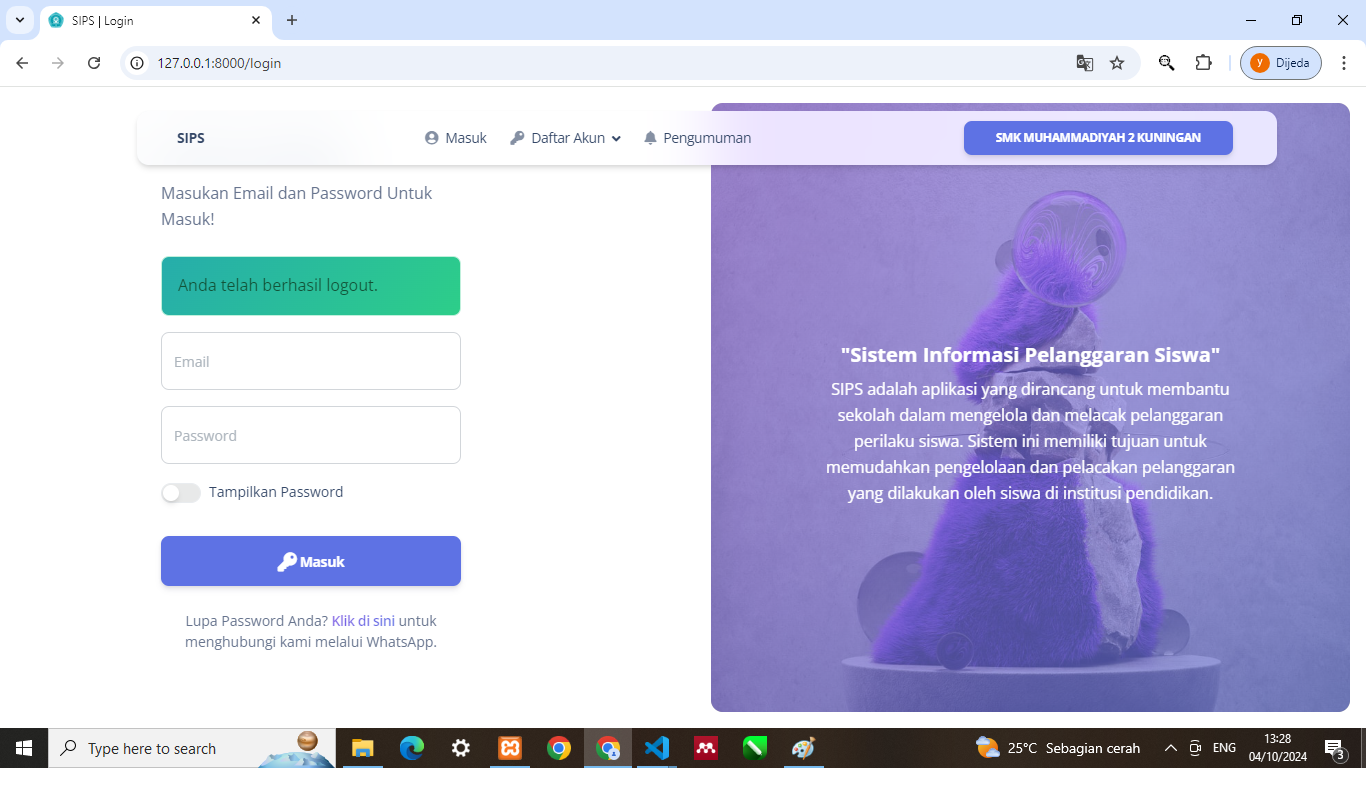 SIPS | Login
127.0.0.1:8000/login
y
Dijeda
SIPS
Masuk
Daftar Akun
Pengumuman
SMK MUHAMMADIYAH 2 KUNINGAN
Masukan Email dan Password Untuk
Masuk!
Anda telah berhasil logout.
Email
Password
Tampilkan Password
Masuk
Lupa Password Anda? Klik di sini untuk
menghubungi kami melalui WhatsApp.
"Sistem Informasi Pelanggaran Siswa"
SIPS adalah aplikasi yang dirancang untuk membantu
sekolah dalam mengelola dan melacak pelanggaran
perilaku siswa. Sistem ini memiliki tujuan untuk
memudahkan pengelolaan dan pelacakan pelanggaran
yang dilakukan oleh siswa di institusi pendidikan.
Type here to search
25°C Sebagian cerah
ENG
13:28
04/10/2024
3